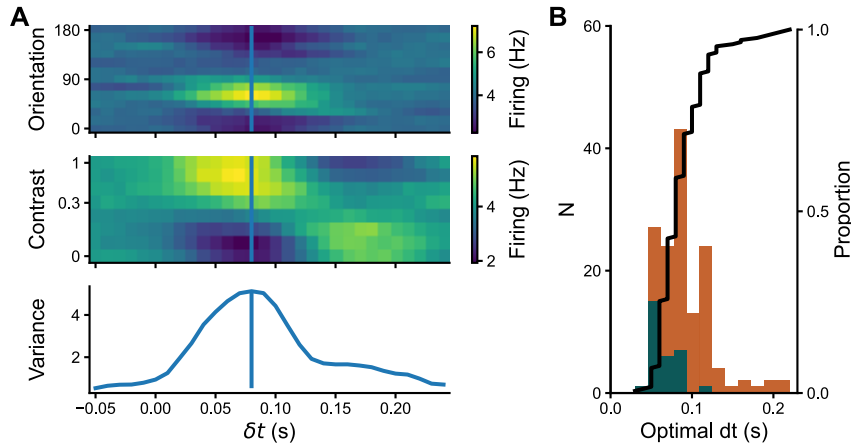 A
180
90
0
Orientation
6
4
Firing (Hz)
1
0.3
0
Contrast
4
2
Firing (Hz)
4
2
Variance
−0.05 0.00 0.05 0.10 0.15 0.20
δt (s)
B
60
40
20
0
N
1.0
0.5
0.0
Proportion
0.0 0.1 0.2
Optimal dt (s)